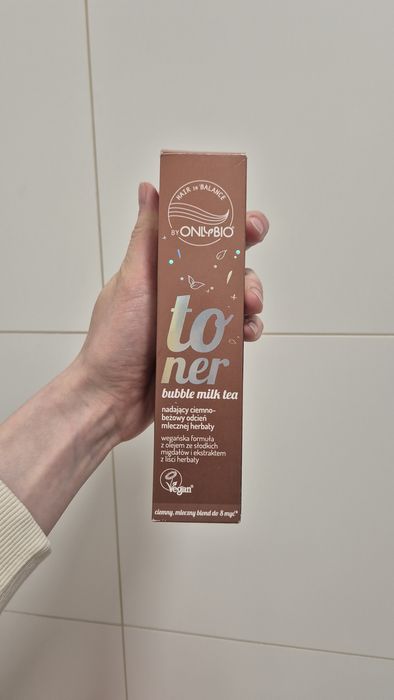 HAIR in BALANCE
BY ONLYBIO®
to
ner
bubble milk tea
nadający ciemno-
beżowy odcień
mlecznej herbaty
wegańska formuła
z olejem ze słodkich
migdałów i ekstraktem
z liści herbaty
Vegan®
ciemny, mleczny blend do 8 myć*